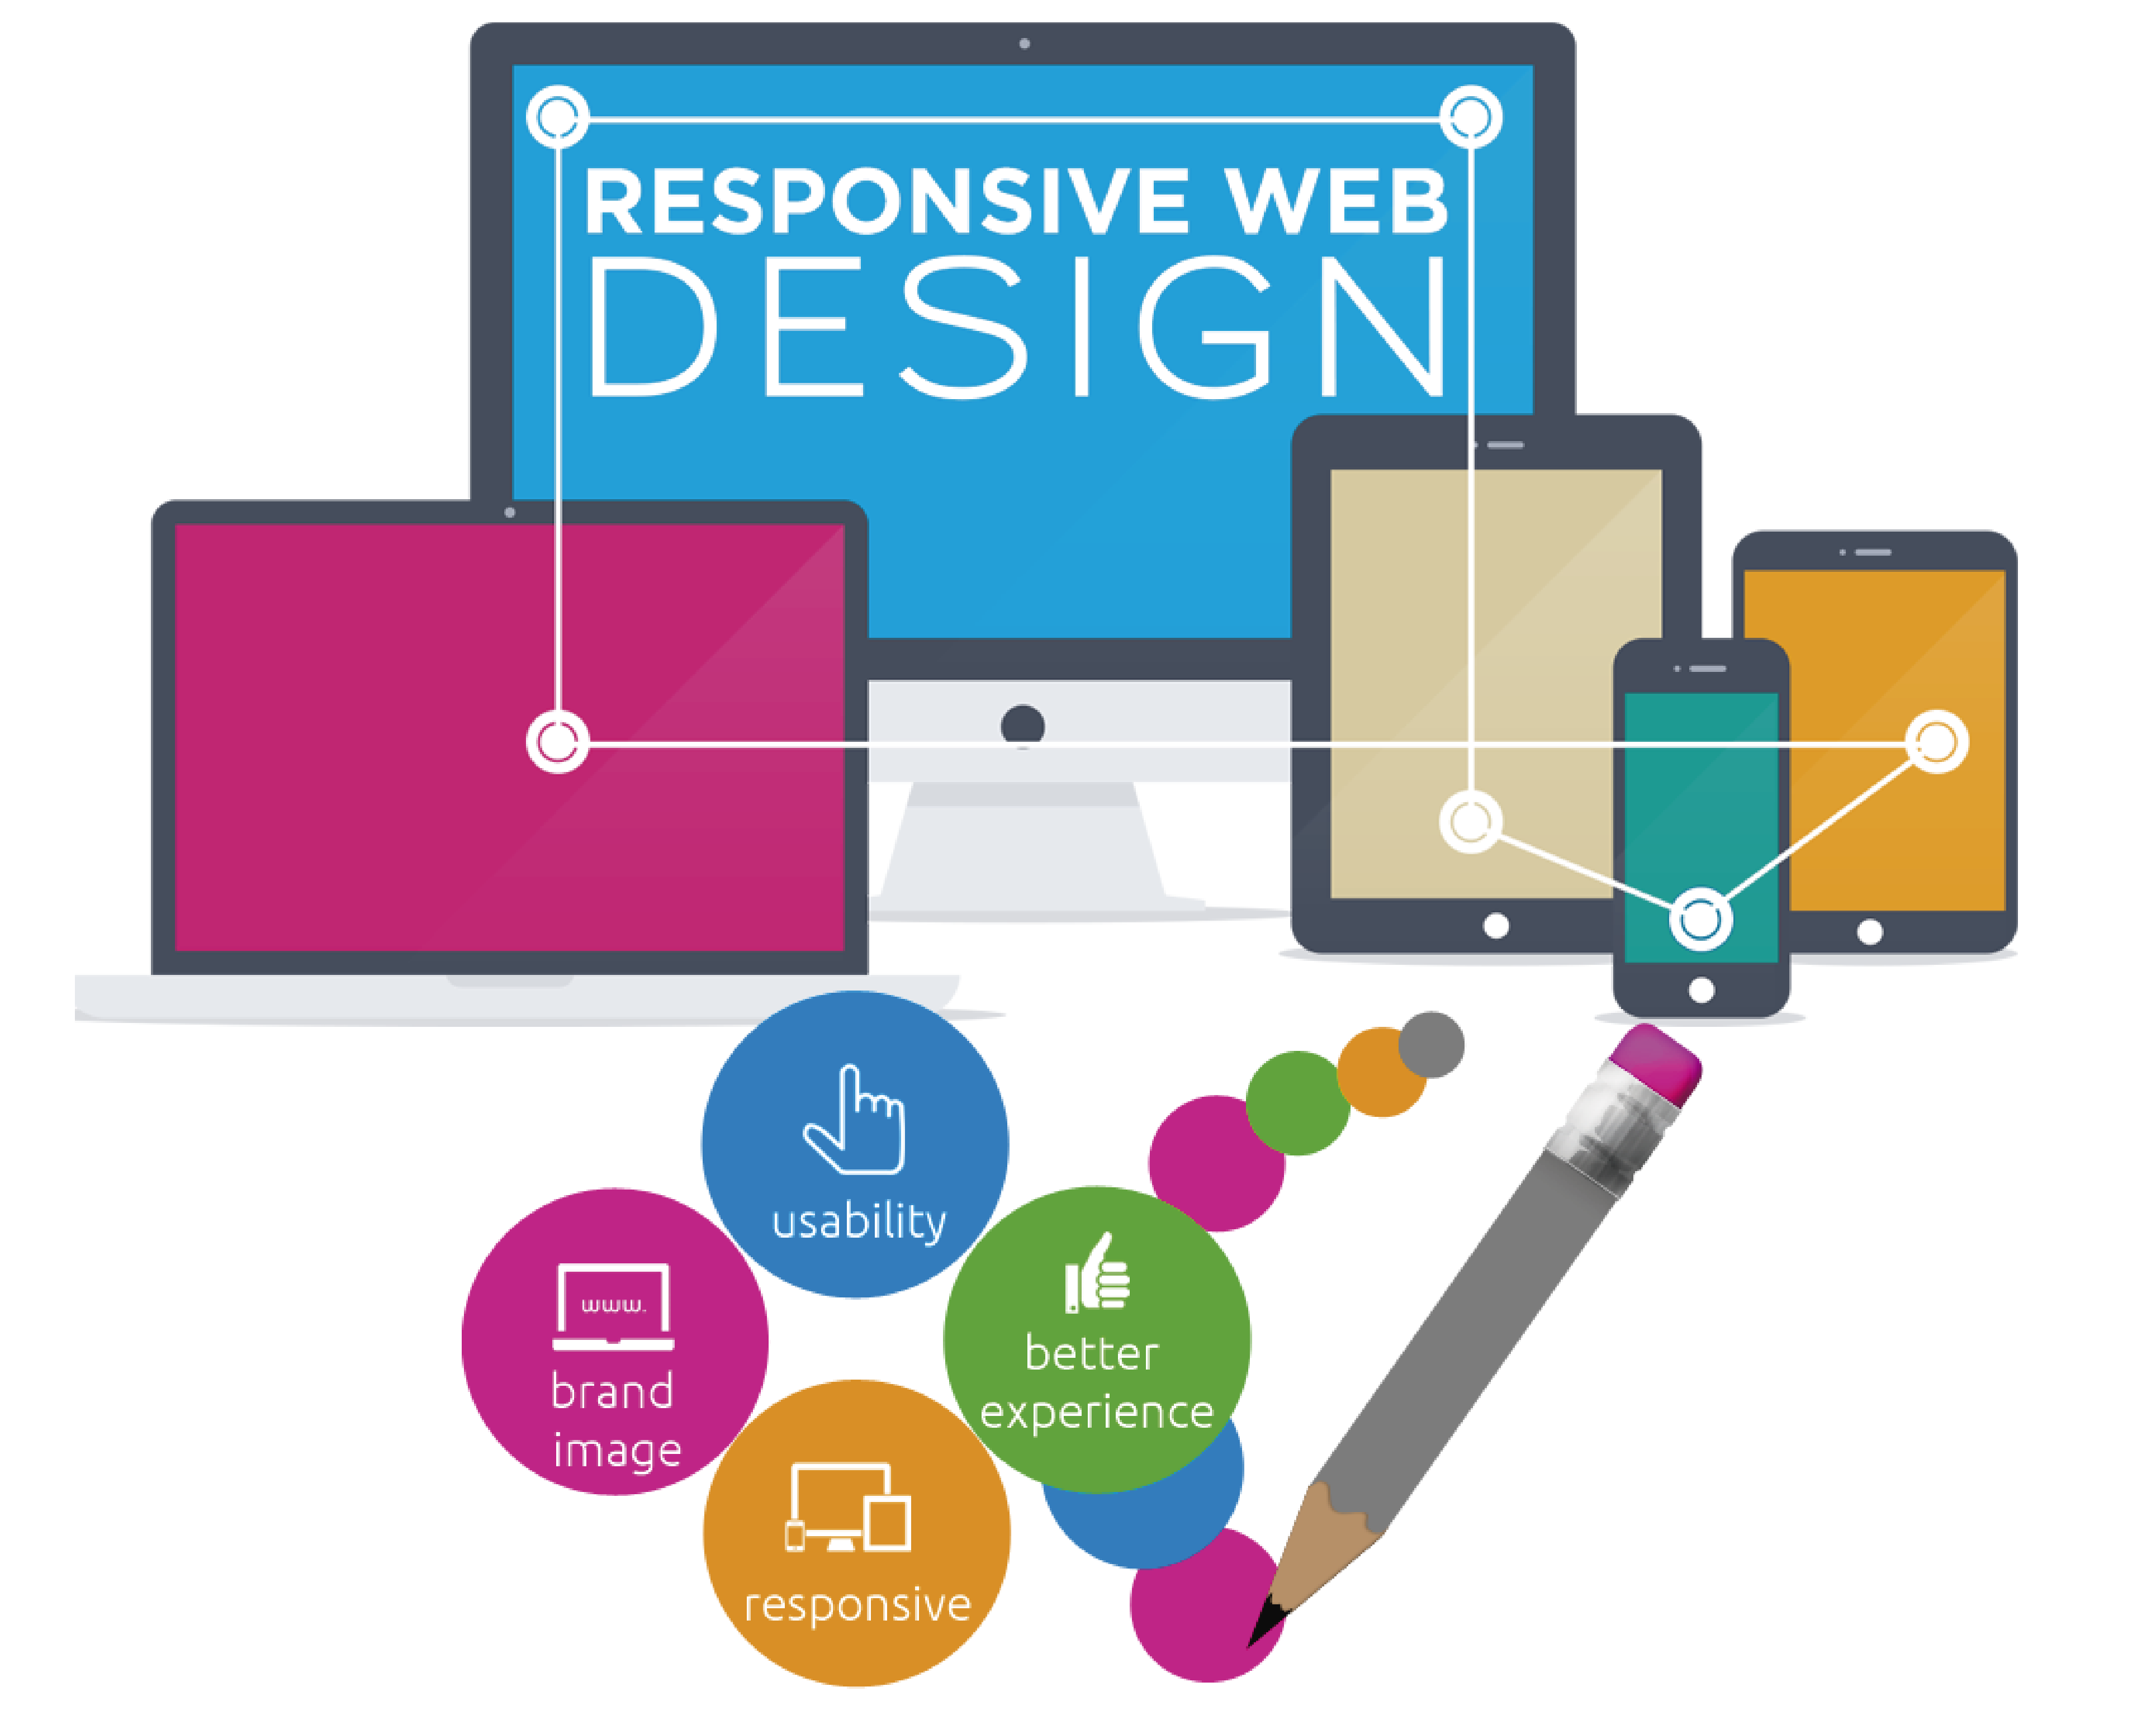 RESPONSIVE WEB
DESIGN
usability
www.
brand
image
better
experience
responsive